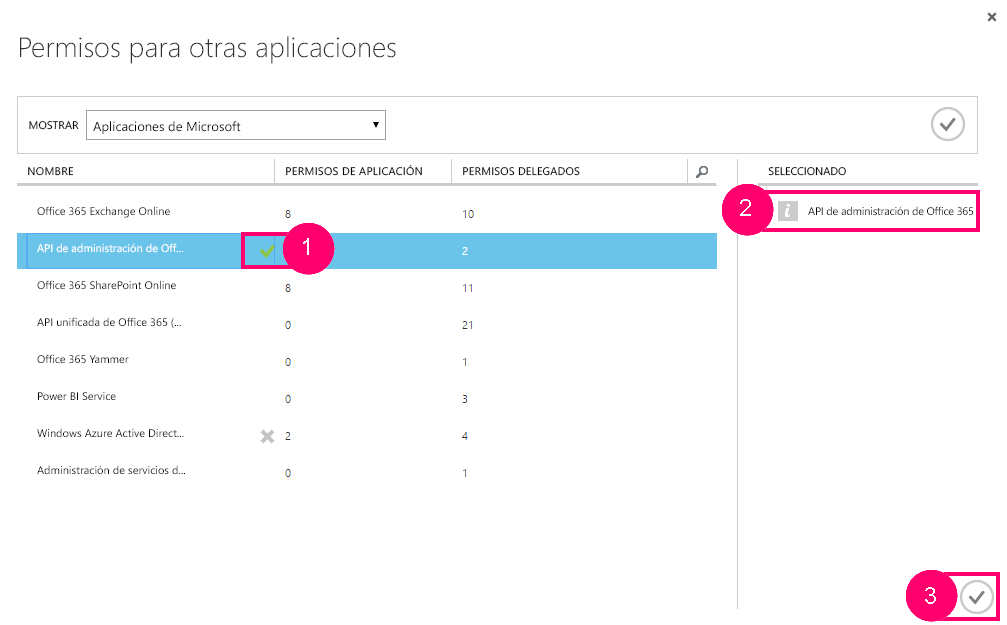 Permisos para otras aplicaciones
MOSTRAR Aplicaciones de Microsoft
NOMBRE PERMISOS DE APLICACIÓN PERMISOS DELEGADOS SELECCIONADO
Office 365 Exchange Online 8 10
2 API de administración de Office 365
API de administración de Off... 1 2
Office 365 SharePoint Online 8 11
API unificada de Office 365 (... 0 21
Office 365 Yammer 0 1
Power BI Service 0 3
Windows Azure Active Direct... 2 4
Administración de servicios d... 0 1
3